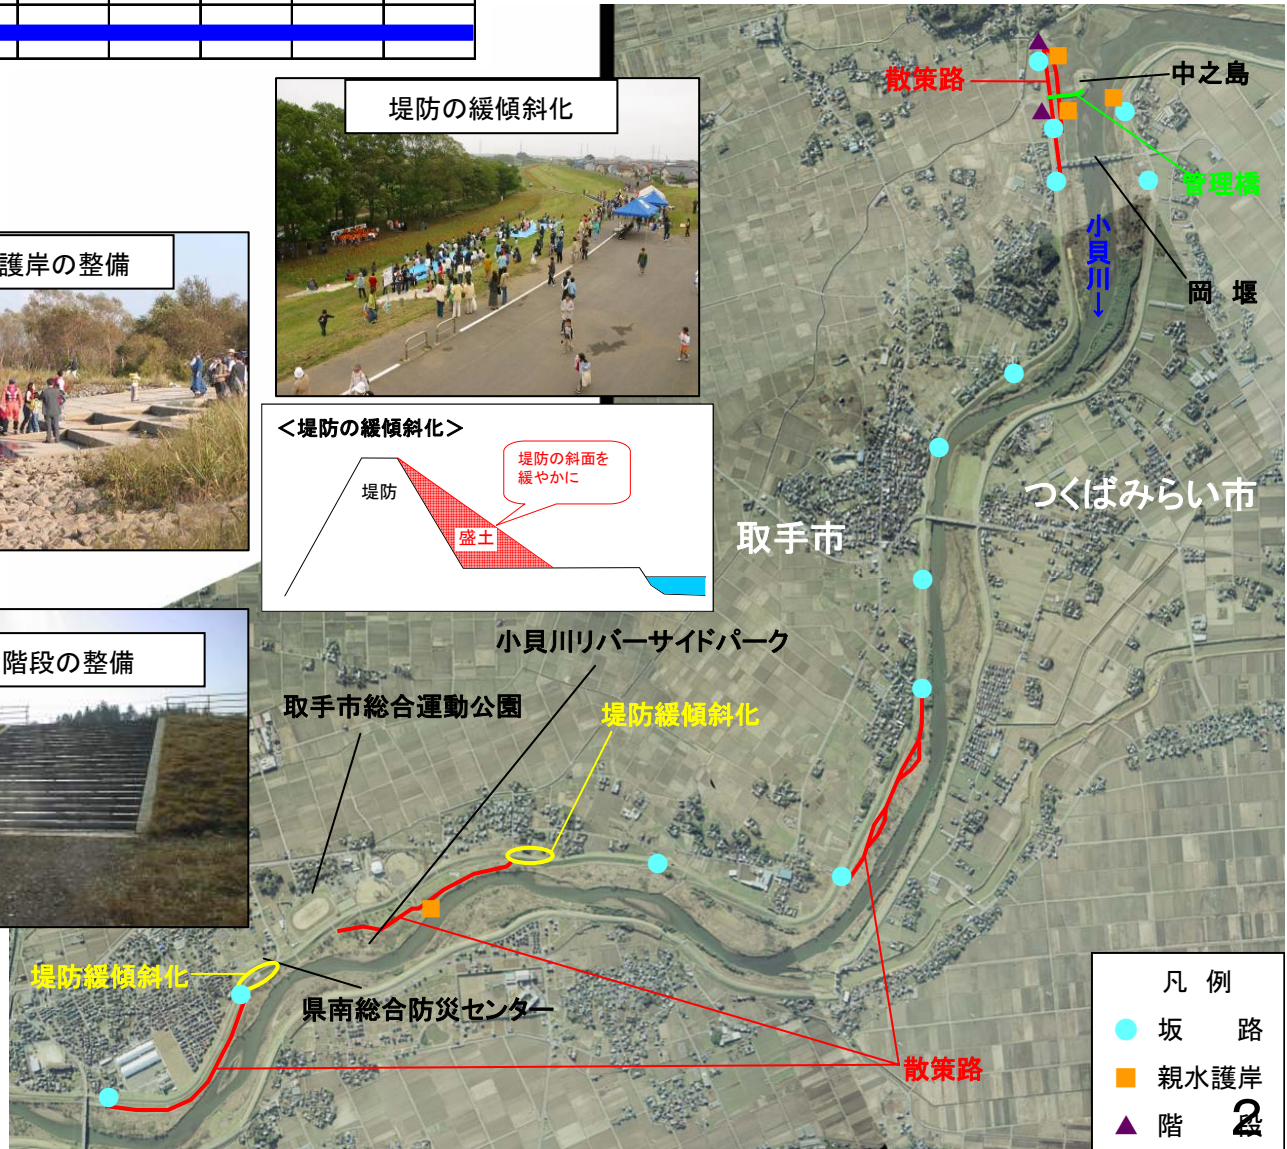 堤防の緩傾斜化
護岸の整備
<堤防の緩傾斜化>
堤防
堤防の斜面を
緩やかに
盛土
階段の整備
散策路
中之島
管理橋
小貝川↓
岡 堰
つくばみらい市
取手市
小貝川リバーサイドパーク
取手市総合運動公園
堤防緩傾斜化
堤防緩傾斜化
県南総合防災センター
散策路
凡 例
坂 路
親水護岸
階 段
2